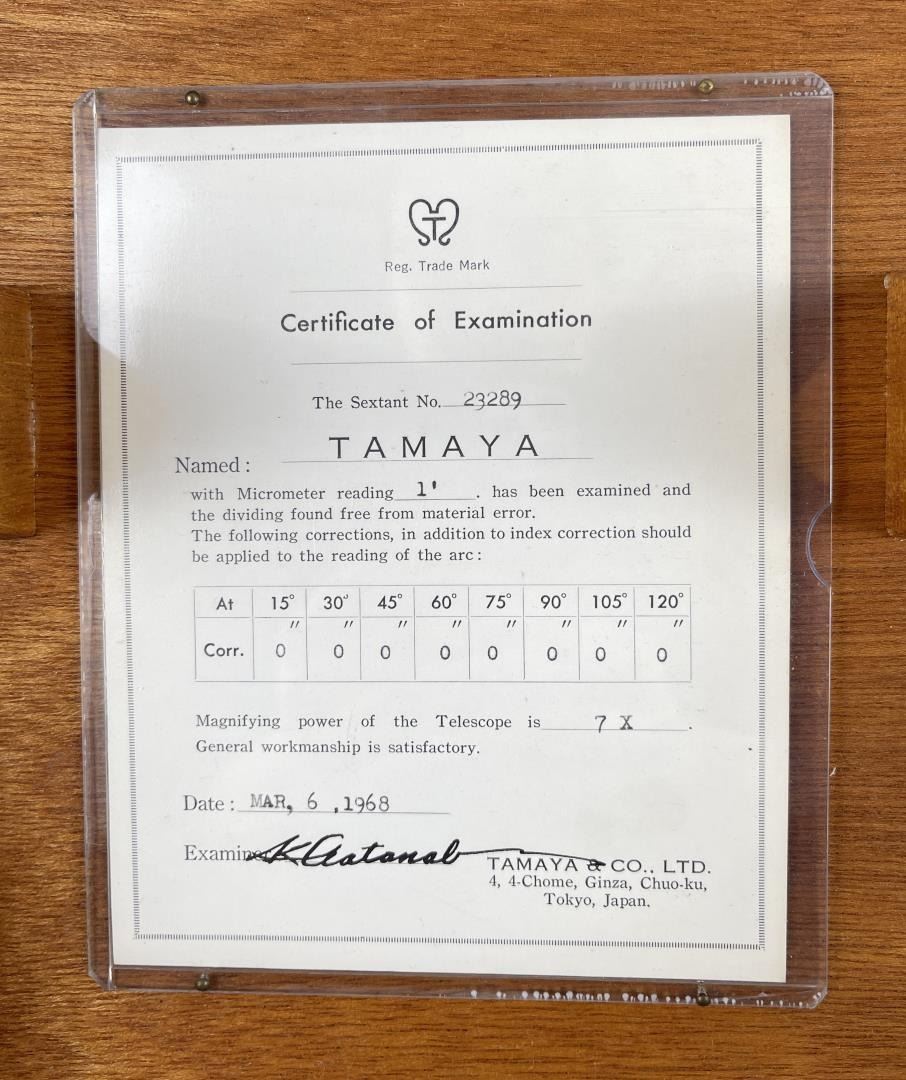 Reg. Trade Mark
Certificate of Examination
The Sextant No. 23289
TAMAYA
Named :
with Micrometer reading 1' . has been examined and
the dividing found free from material error.
The following corrections, in addition to index correction should
be applied to the reading of the arc :
At 15° 30° 45° 60° 75° 90° 105° 120°
" " " " " " " "
Corr. 0 0 0 0 0 0 0 0
Magnifying power of the Telescope is 7 X .
General workmanship is satisfactory.
Date : MAR, 6 ,1968
TAMAYA & CO., LTD.
4, 4-Chome, Ginza, Chuo-ku,
Tokyo, Japan.